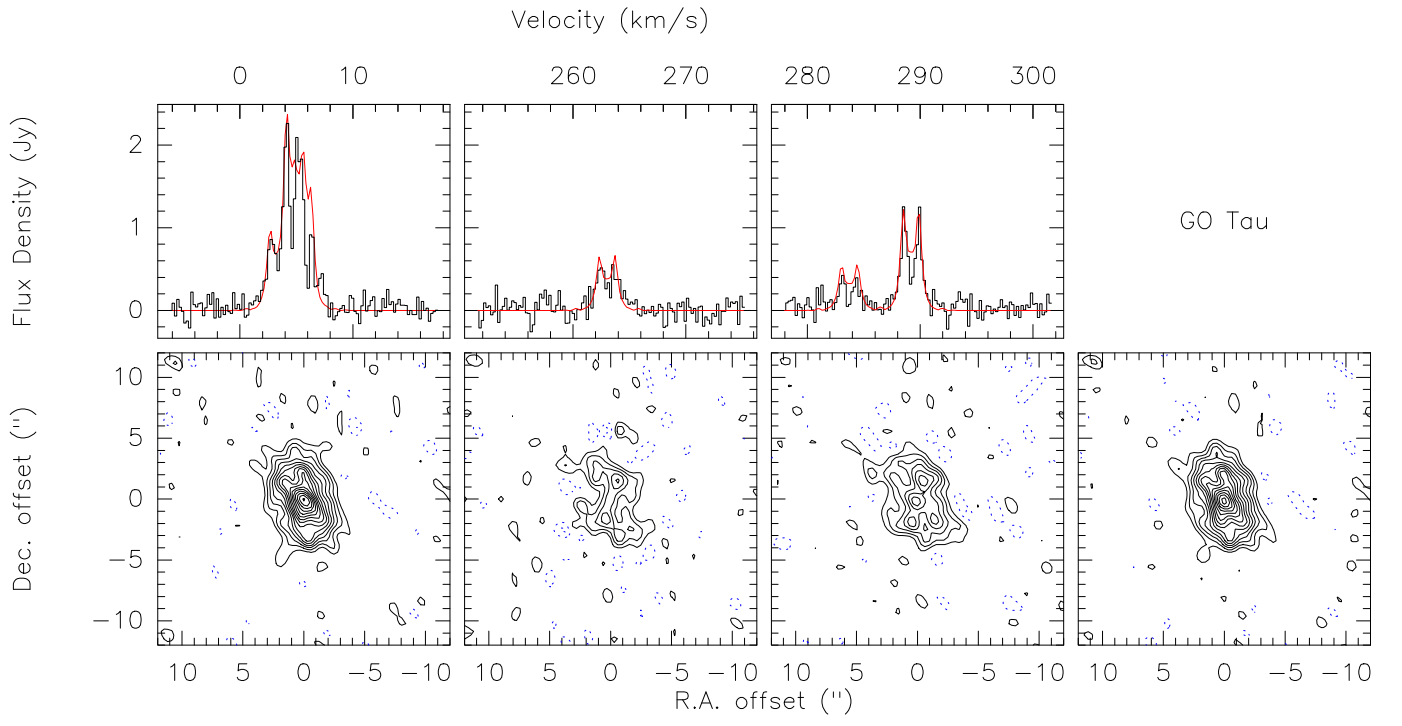 Velocity (km/s)
0 10 260 270 280 290 300
Flux Density (Jy)
2
1
0
GO Tau
Dec. offset ('')
10
5
0
−5
−10
10 5 0 −5 −10 10 5 0 −5 −10 10 5 0 −5 −10 10 5 0 −5 −10
R.A. offset ('')